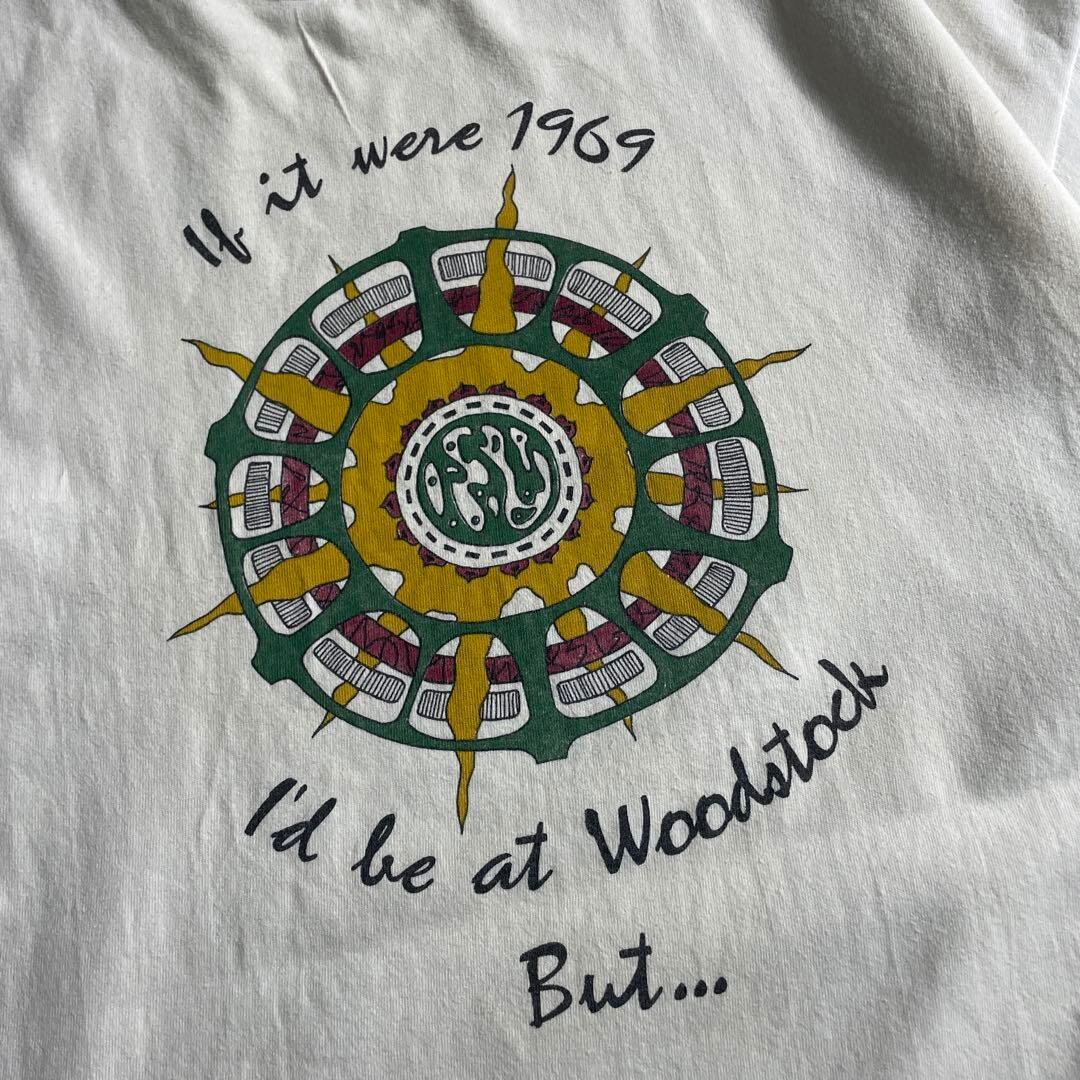 If it were 1969
I'd be at Woodstock
But...